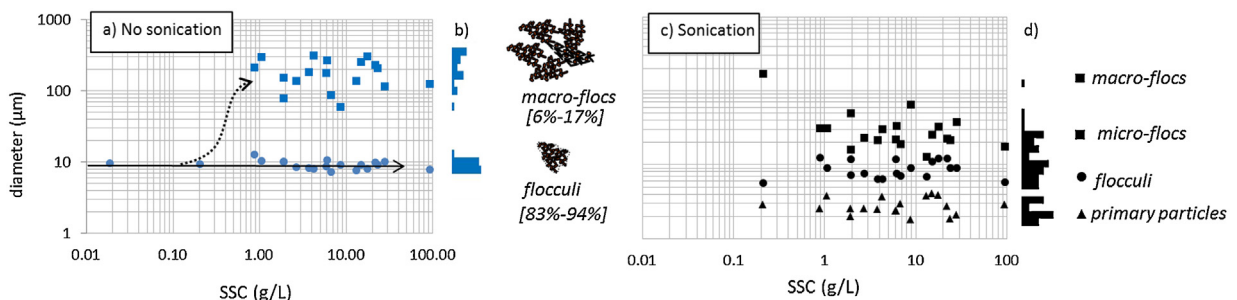 a) No sonication
b)
c) Sonication
d)
diameter (µm)
1000
100
10
1
0.01
0.10
1.00
10.00
100.00
SSC (g/L)
macro-flocs
[6%-17%]
flocculi
[83%-94%]
0.01
0.1
1
10
100
SSC (g/L)
macro-flocs
micro-flocs
flocculi
primary particles